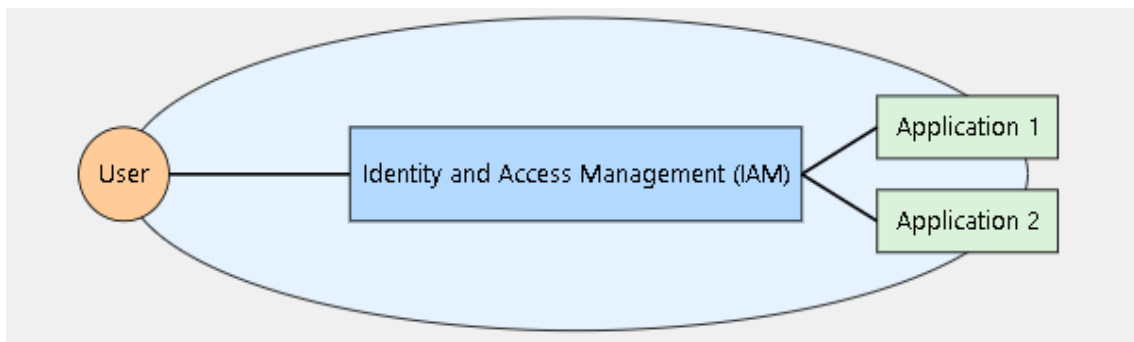 User
Identity and Access Management (IAM)
Application 1
Application 2